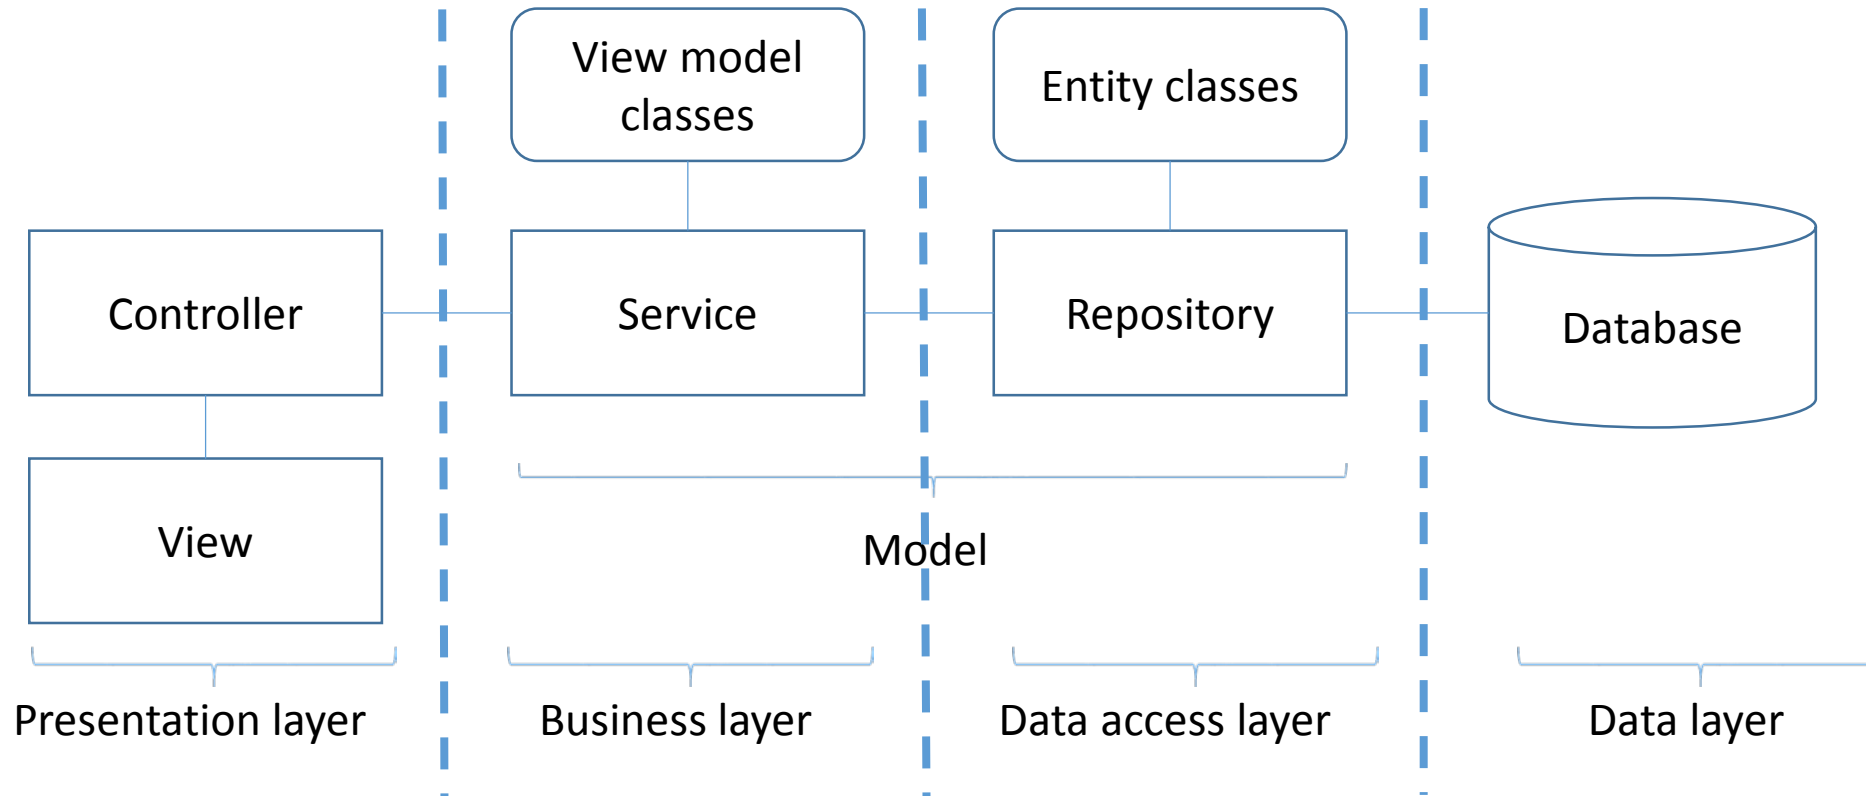 View model
classes
Entity classes
Controller
Service
Repository
Database
View
Model
Presentation layer
Business layer
Data access layer
Data layer